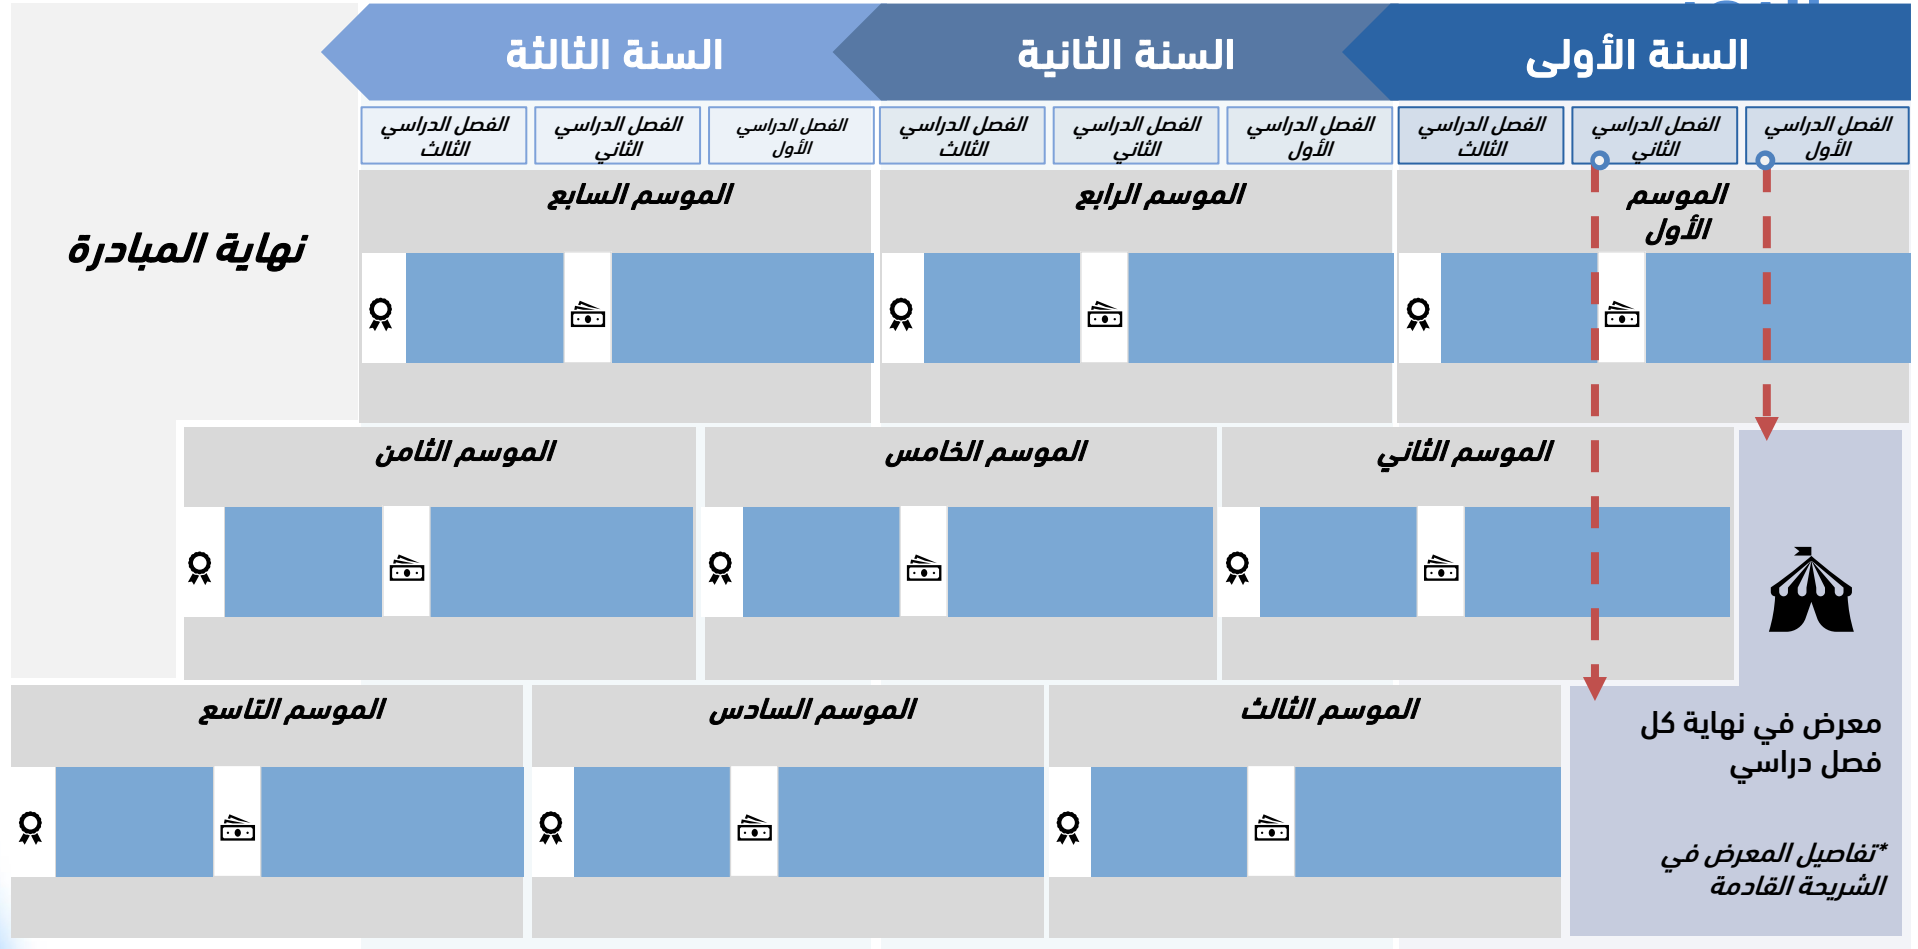 السنة الأولى
السنة الثانية
السنة الثالثة
الفصل الدراسي
الأول
الفصل الدراسي
الثاني
الفصل الدراسي
الثالث
الفصل الدراسي
الأول
الفصل الدراسي
الثاني
الفصل الدراسي
الثالث
الفصل الدراسي
الأول
الفصل الدراسي
الثاني
الفصل الدراسي
الثالث
الموسم
الأول
الموسم الرابع
الموسم السابع
نهاية المبادرة
الموسم الثاني
الموسم الخامس
الموسم الثامن
الموسم الثالث
الموسم السادس
الموسم التاسع
معرض في نهاية كل
فصل دراسي
*تفاصيل المعرض في
الشريحة القادمة